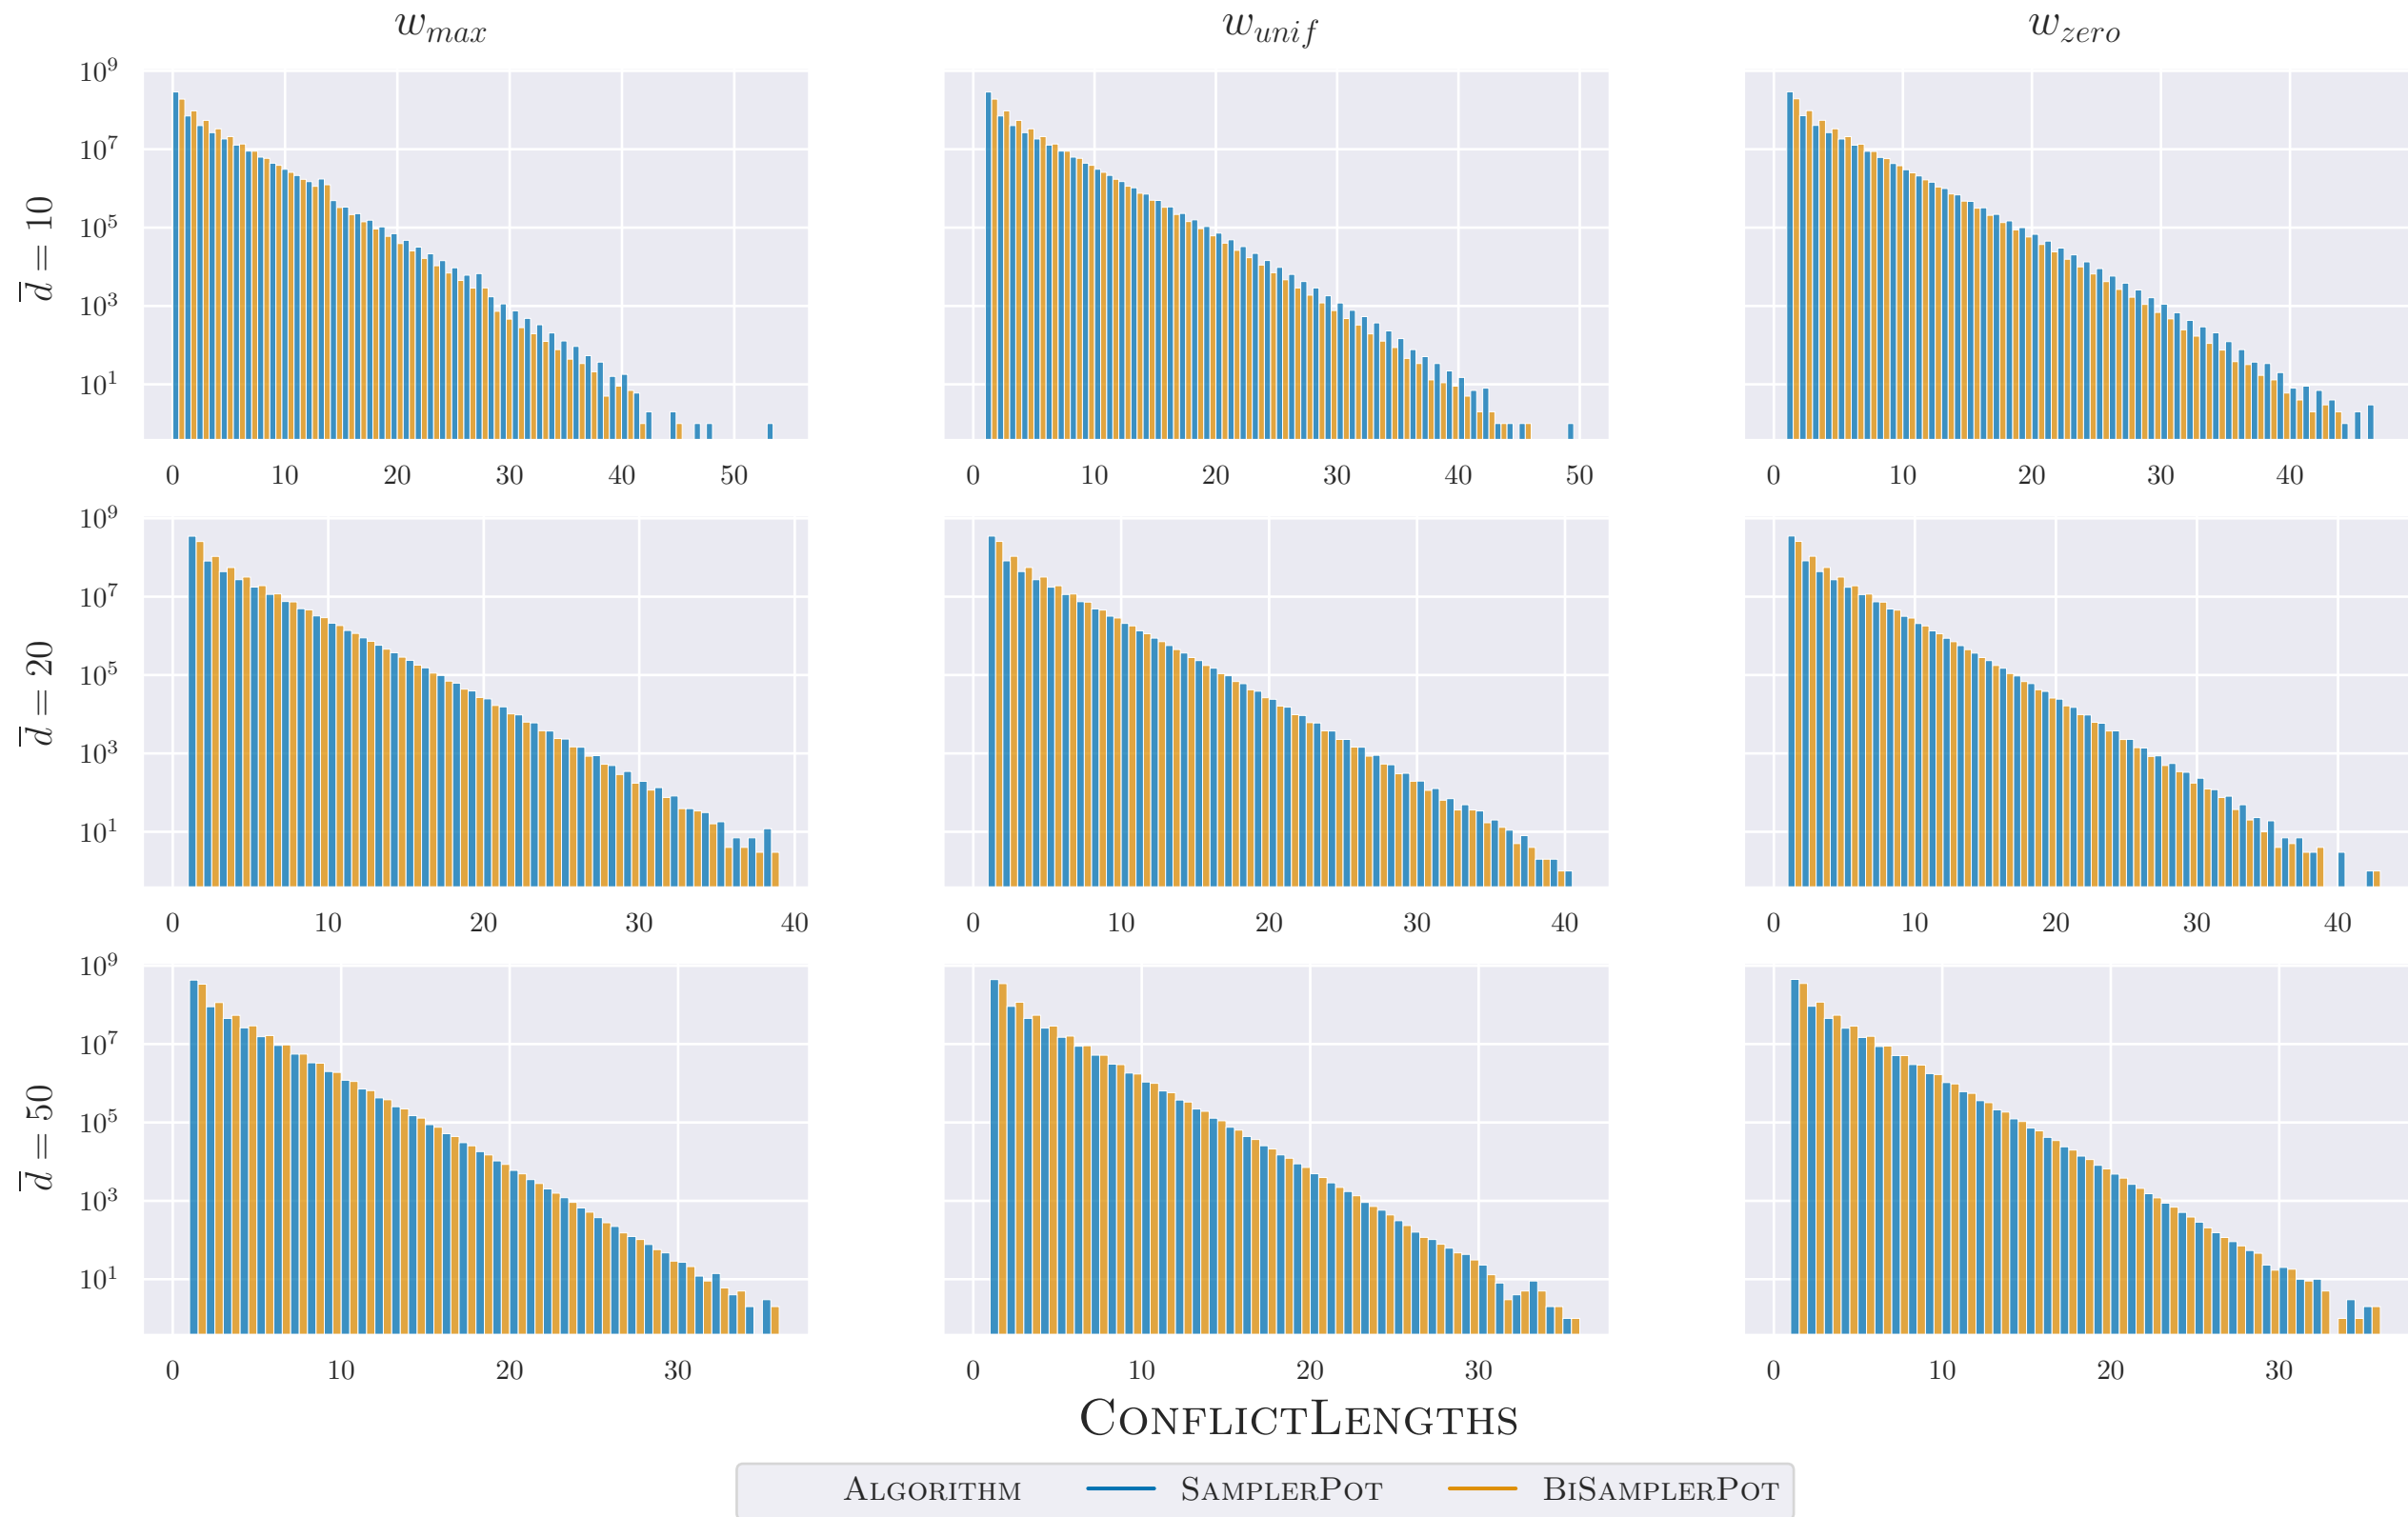 w_max w_unif w_zero
10^9
10^7
10^5
10^3
10^1
d̅ = 10
0 10 20 30 40 50
0 10 20 30 40 50
0 10 20 30 40
10^9
10^7
10^5
10^3
10^1
d̅ = 20
0 10 20 30 40
0 10 20 30 40
0 10 20 30 40
10^9
10^7
10^5
10^3
10^1
d̅ = 50
0 10 20 30
0 10 20 30
0 10 20 30
ConflictLengths
Algorithm SamplerPot BiSamplerPot